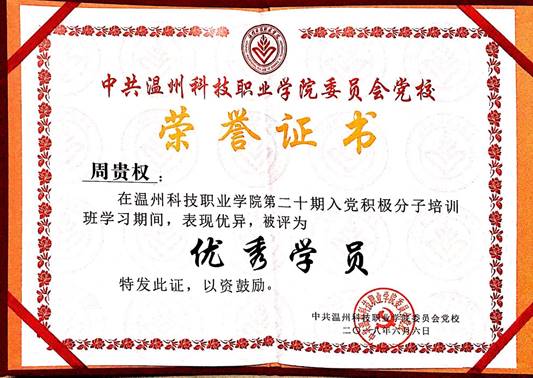 中共温州科技职业学院委员会党校
荣誉证书
周贵权：
在温州科技职业学院第二十期入党积极分子培训
班学习期间，表现优异，被评为
优秀学员
特发此证，以资鼓励。
中共温州科技职业学院委员会党校
二〇一八年六月六日